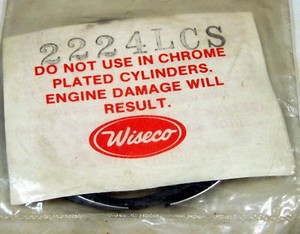 2224LCS
DO NOT USE IN CHROME
PLATED CYLINDERS.
ENGINE DAMAGE WILL
RESULT.
Wiseco